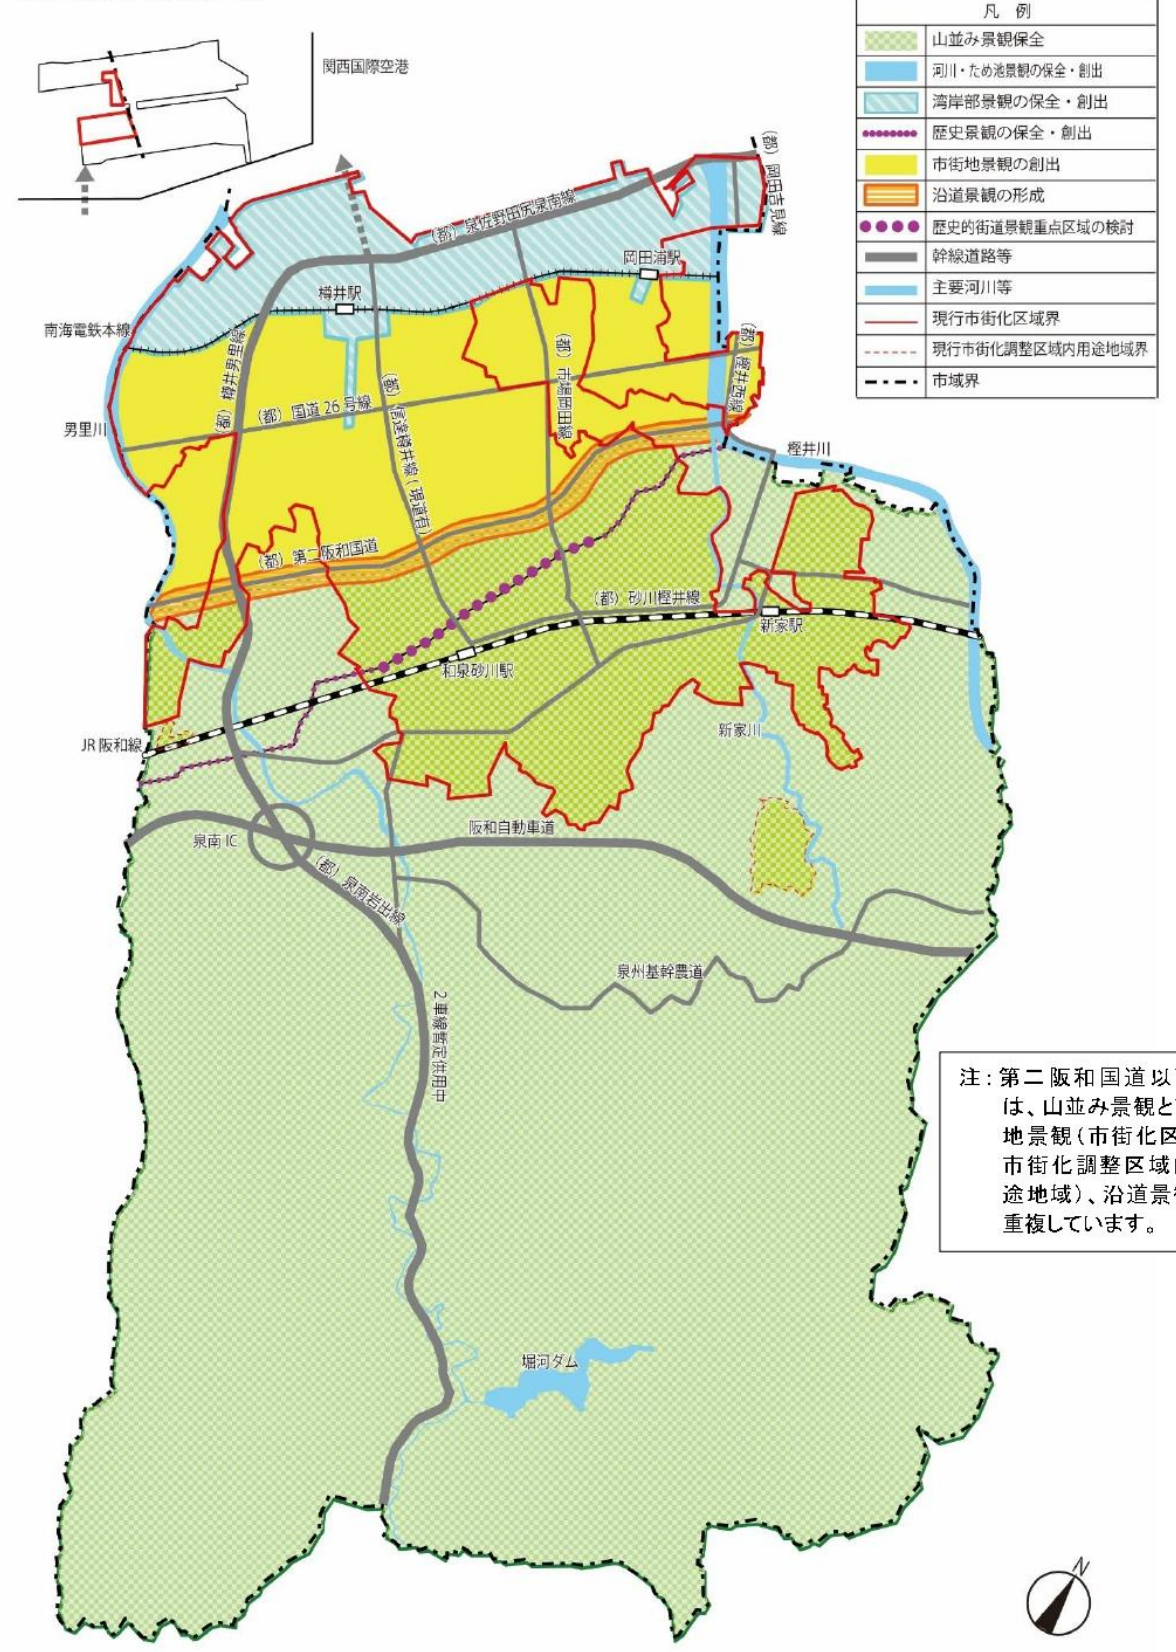 凡 例
山並み景観保全
河川・ため池景観の保全・創出
湾岸部景観の保全・創出
歴史景観の保全・創出
市街地景観の創出
沿道景観の形成
歴史的街道景観重点区域の検討
幹線道路等
主要河川等
現行市街化区域界
現行市街化調整区域内用途地域界
市域界
関西国際空港
(都) 岡田吉見線
(都) 泉佐野田尻泉南線
岡田浦駅
樽井駅
南海電鉄本線
(都) 樽井男里線
(都) 市場岡田線
(都) 樫井西線
(都) 国道26号線
(都) 信達樽井線(現道有)
男里川
樫井川
(都) 第二阪和国道
(都) 砂川樫井線
新家駅
和泉砂川駅
新家川
JR阪和線
阪和自動車道
泉南IC
(都) 泉南岩出線
泉州基幹農道
2車線暫定供用中
注:第二阪和国道以
は、山並み景観と
地景観(市街化区
市街化調整区域
途地域)、沿道景
重複しています。
堀河ダム
N